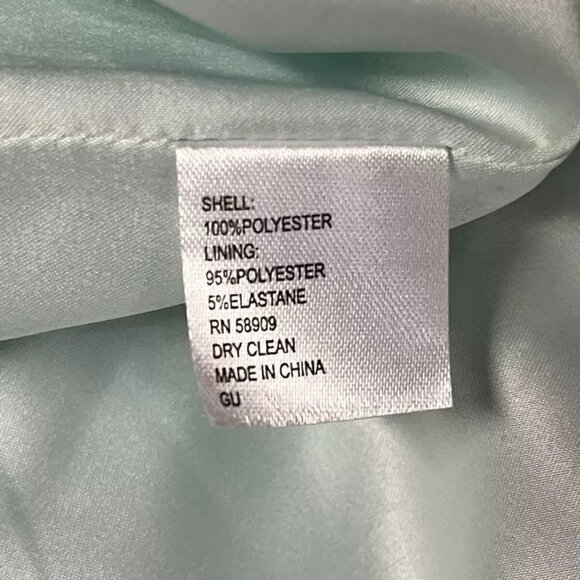 SHELL:
100%POLYESTER
LINING:
95%POLYESTER
5%ELASTANE
RN 58909
DRY CLEAN
MADE IN CHINA
GU